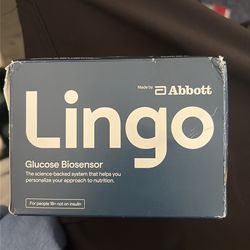 Made by Abbott
Lingo
Glucose Biosensor
The science-backed system that helps you
personalize your approach to nutrition.
For people 18+ not on insulin